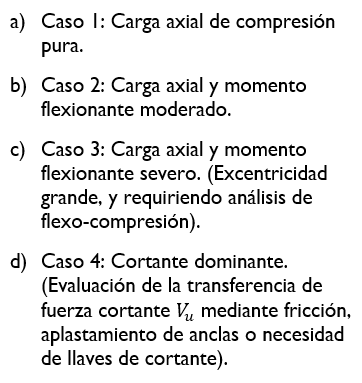 a) Caso 1: Carga axial de compresión
pura.
b) Caso 2: Carga axial y momento
flexionante moderado.
c) Caso 3: Carga axial y momento
flexionante severo. (Excentricidad
grande, y requiriendo análisis de
flexo-compresión).
d) Caso 4: Cortante dominante.
(Evaluación de la transferencia de
fuerza cortante V_u mediante fricción,
aplastamiento de anclas o necesidad
de llaves de cortante).